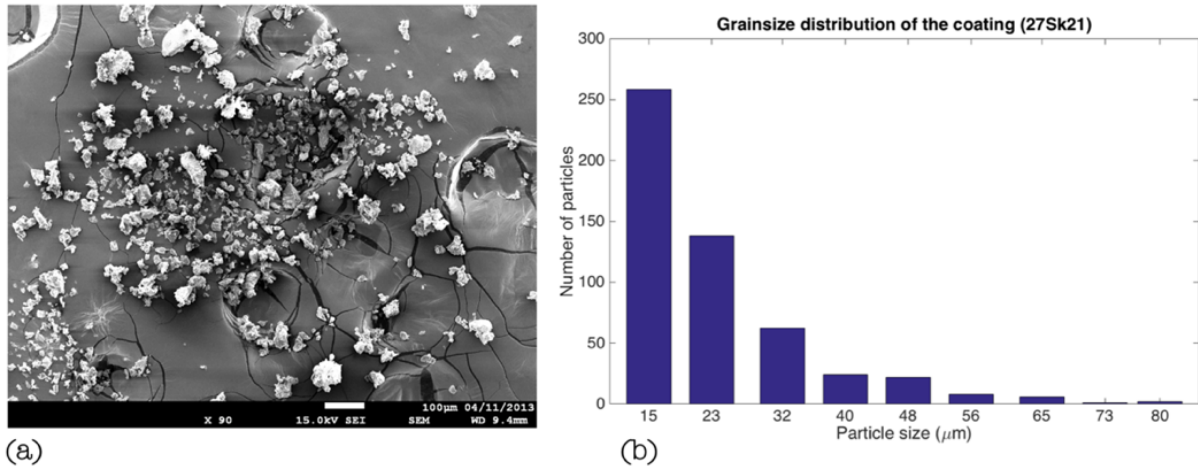 X 90 15.0kV SEI SEM 100μm 04/11/2013 WD 9.4mm
(a)
Grainsize distribution of the coating (27Sk21)
Number of particles
300
250
200
150
100
50
0
15 23 32 40 48 56 65 73 80
Particle size (μm)
(b)